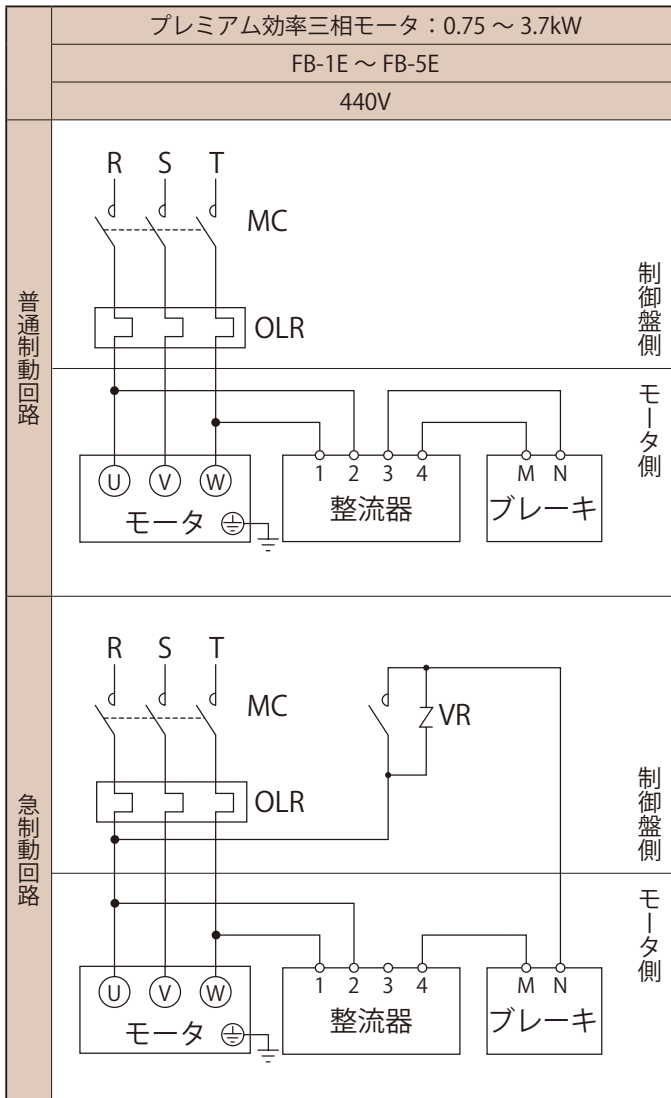 プレミアム効率三相モータ：0.75 ～ 3.7kW
FB-1E ～ FB-5E
440V
普通制動回路
R S T
MC
OLR
制御盤側
モータ側
U V W
モータ
1 2 3 4
整流器
M N
ブレーキ
急制動回路
R S T
MC
VR
OLR
制御盤側
モータ側
U V W
モータ
1 2 3 4
整流器
M N
ブレーキ